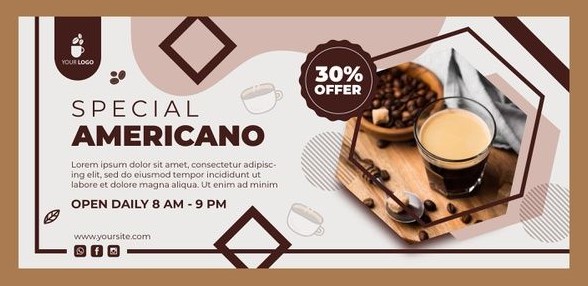 YOUR LOGO
SPECIAL
AMERICANO
30%
OFFER
Lorem ipsum dolor sit amet, consectetur adipisc-
ing elit, sed do eiusmod tempor incididunt ut
labore et dolore magna aliqua. Ut enim ad minim
OPEN DAILY 8 AM - 9 PM
www.yoursite.com